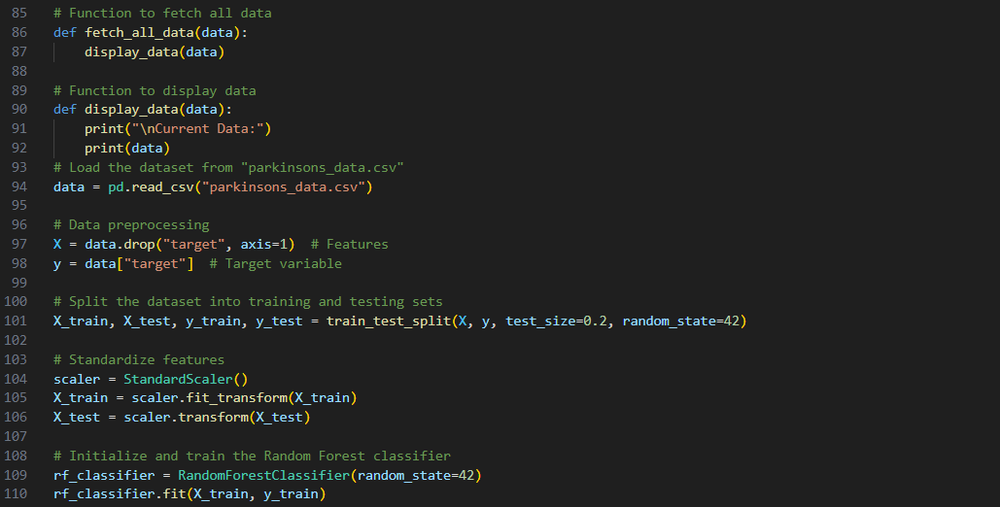 85 # Function to fetch all data
86 def fetch_all_data(data):
87     display_data(data)
88
89 # Function to display data
90 def display_data(data):
91     print("\nCurrent Data:")
92     print(data)
93 # Load the dataset from "parkinsons_data.csv"
94 data = pd.read_csv("parkinsons_data.csv")
95
96 # Data preprocessing
97 X = data.drop("target", axis=1)  # Features
98 y = data["target"]  # Target variable
99
100 # Split the dataset into training and testing sets
101 X_train, X_test, y_train, y_test = train_test_split(X, y, test_size=0.2, random_state=42)
102
103 # Standardize features
104 scaler = StandardScaler()
105 X_train = scaler.fit_transform(X_train)
106 X_test = scaler.transform(X_test)
107
108 # Initialize and train the Random Forest classifier
109 rf_classifier = RandomForestClassifier(random_state=42)
110 rf_classifier.fit(X_train, y_train)